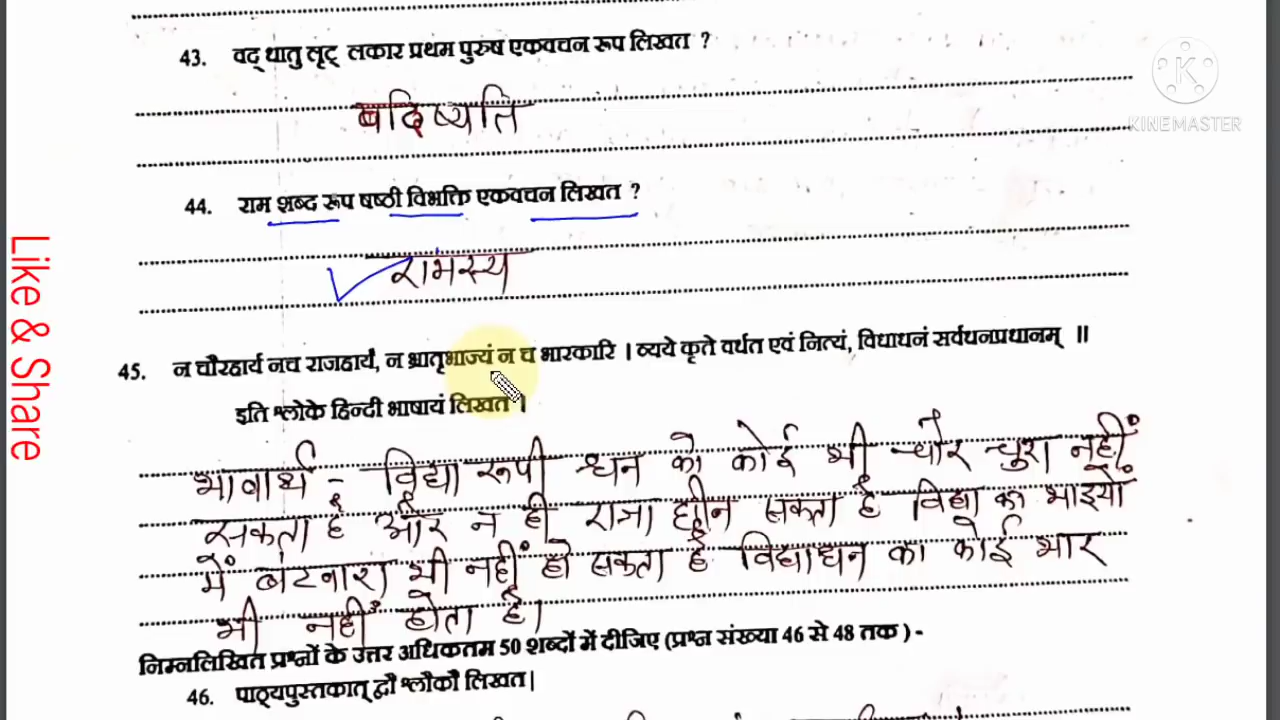 43. वद् धातु लृट् लकार प्रथम पुरुष एकवचन रूप लिखत ?
KINEMASTER
वदिष्यति
44. राम शब्द रूप षष्ठी विभक्ति एकवचन लिखत ?
रामस्य
Like & Share
45. न चौरहार्य नच राजहार्यं, न भ्रातृभाज्यं न च भारकारि । व्यये कृते वर्धत एवं नित्यं, विधाधनं सर्वधनप्रधानम् ॥
इति श्लोके हिन्दी भाषायं लिखत ।
भावार्थ - विद्या रूपी धन को कोई भी चोर चुरा नहीं
सकता है और न ही राजा छीन सकता है विद्या का भाइयों
में बंटवारा भी नहीं हो सकता है विद्याधन का कोई भार
भी नहीं होता है।
निम्नलिखित प्रश्नों के उत्तर अधिकतम 50 शब्दों में दीजिए (प्रश्न संख्या 46 से 48 तक ) -
46. पाठ्यपुस्तकात् द्वौ श्लौकौ लिखत|